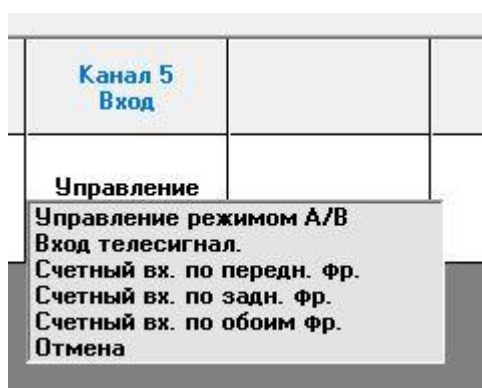 Канал 5
Вход
Управление
Управление режимом А/В
Вход телесигнал.
Счетный вх. по передн. фр.
Счетный вх. по задн. фр.
Счетный вх. по обоим фр.
Отмена